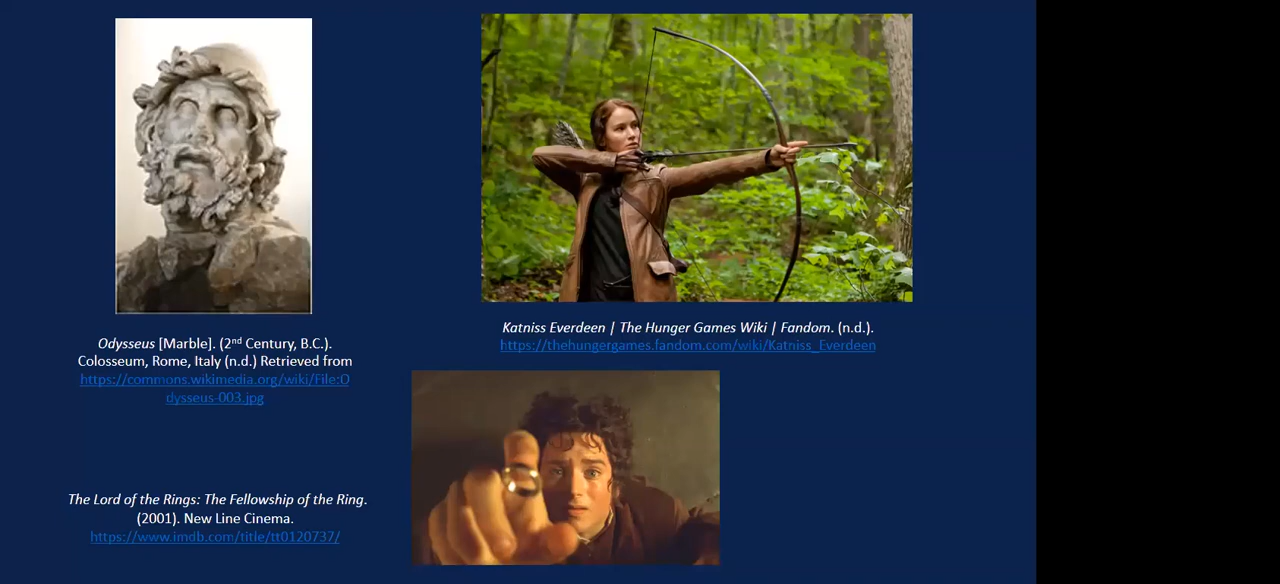 Odysseus [Marble]. (2nd Century, B.C.).
Colosseum, Rome, Italy (n.d.) Retrieved from
https://commons.wikimedia.org/wiki/File:O
dysseus-003.jpg
Katniss Everdeen | The Hunger Games Wiki | Fandom. (n.d.).
https://thehungergames.fandom.com/wiki/Katniss_Everdeen
The Lord of the Rings: The Fellowship of the Ring.
(2001). New Line Cinema.
https://www.imdb.com/title/tt0120737/